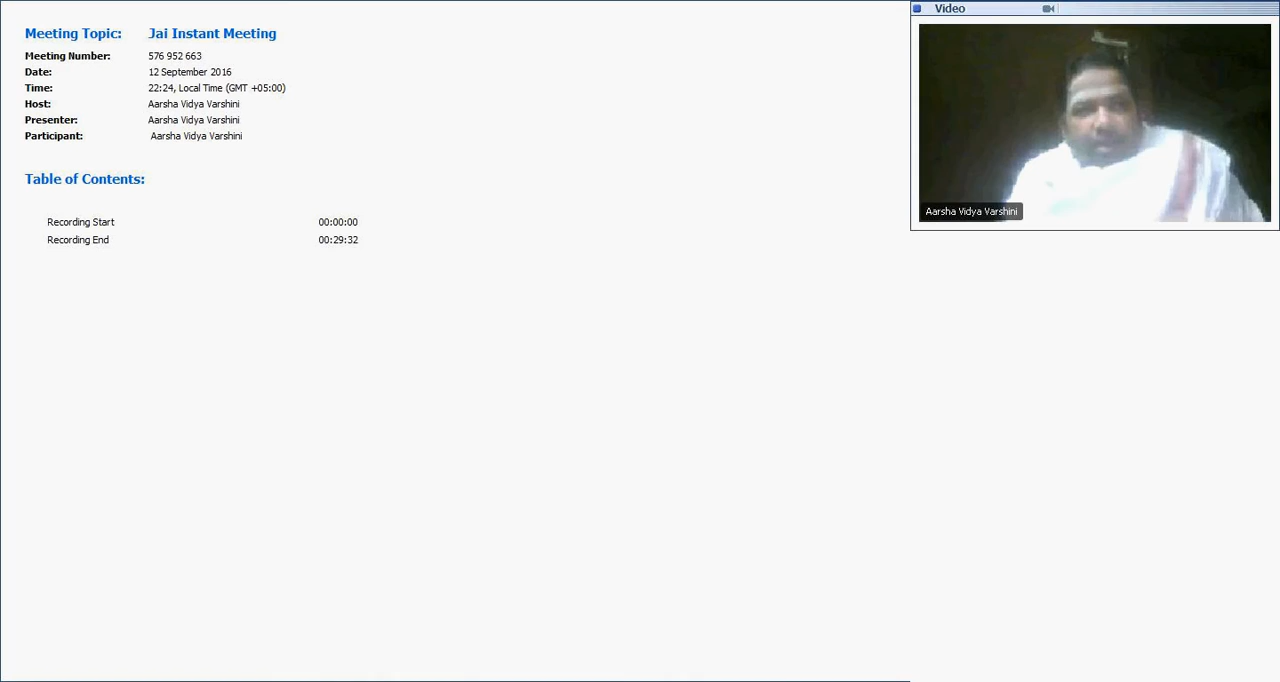 Meeting Topic: Jai Instant Meeting
Meeting Number: 576 952 663
Date: 12 September 2016
Time: 22:24, Local Time (GMT +05:00)
Host: Aarsha Vidya Varshini
Presenter: Aarsha Vidya Varshini
Participant: Aarsha Vidya Varshini
Table of Contents:
Recording Start 00:00:00
Recording End 00:29:32
Video
Aarsha Vidya Varshini